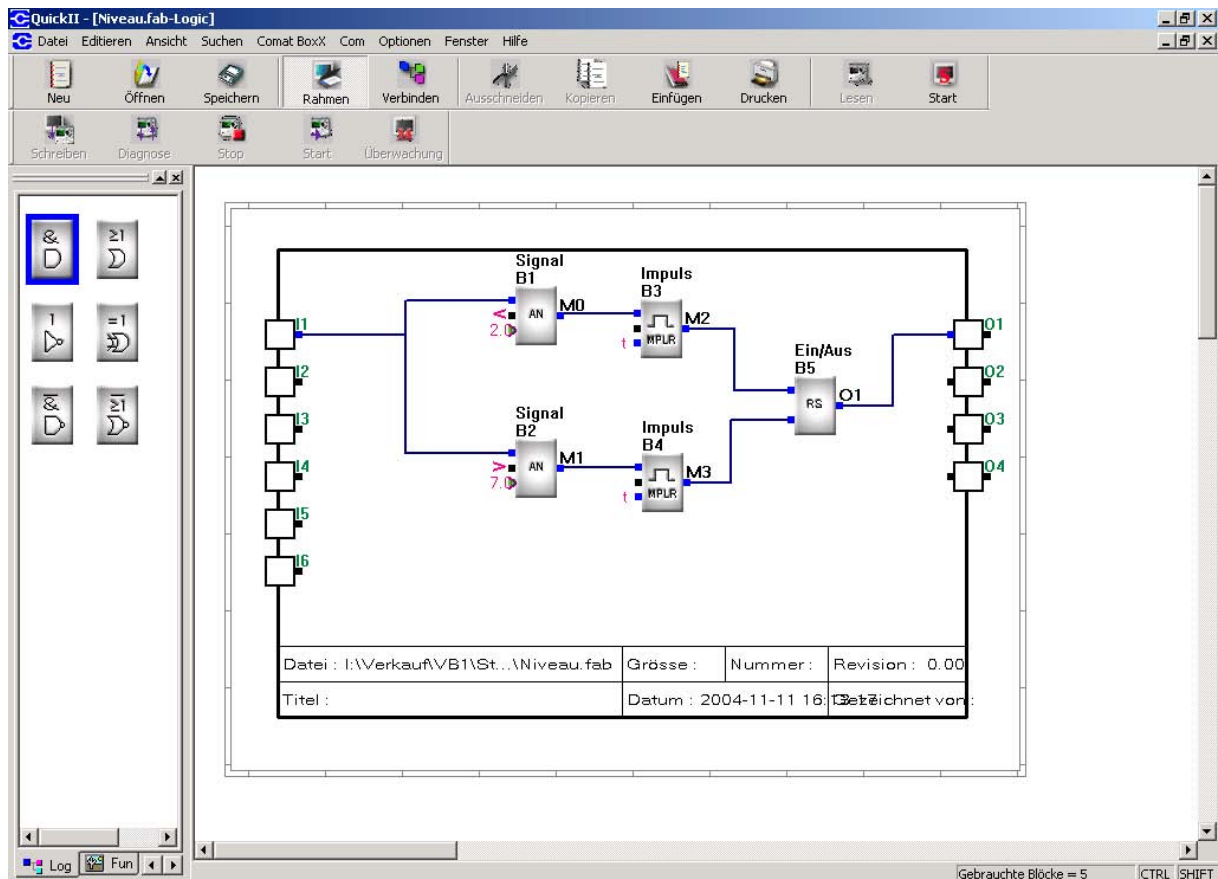 QuickII - [Niveau.fab-Logic]
Datei Editieren Ansicht Suchen Comat BoxX Com Optionen Fenster Hilfe
Neu Öffnen Speichern Rahmen Verbinden Ausschneiden Kopieren Einfügen Drucken Lesen Start
Schreiben Diagnose Stop Start Überwachung
& ≥1
1 =1
& ≥1
Signal
B1
AN
<
2.0
M0
Impuls
B3
MPLR
t
M2
Ein/Aus
B5
RS
O1
Signal
B2
AN
>
7.0
M1
Impuls
B4
MPLR
t
M3
I1
I2
I3
I4
I5
I6
O1
O2
O3
O4
Datei : I:\Verkauf\VB1\St...\Niveau.fab Grösse : Nummer : Revision : 0.00
Titel : Datum : 2004-11-11 16: Gezeichnet von :
Log Fun
Gebrauchte Blöcke = 5 CTRL SHIFT